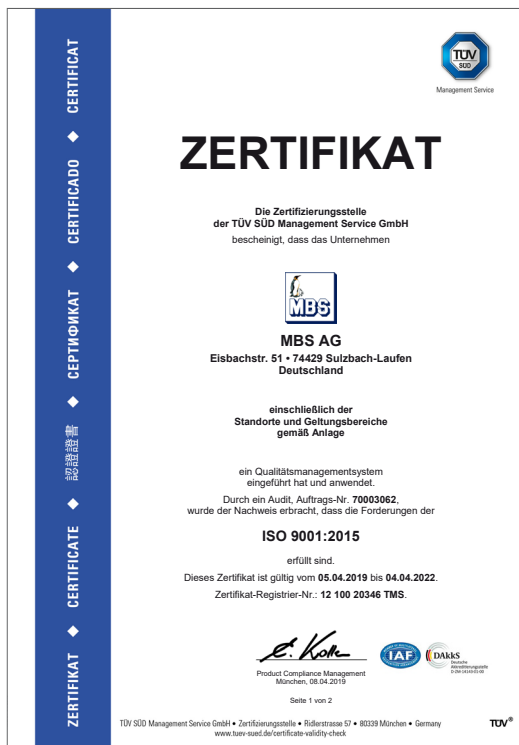 ZERTIFIKAT ◆ CERTIFICATE ◆ 認證證書 ◆ СЕРТИФИКАТ ◆ CERTIFICADO ◆ CERTIFICAT
TÜV
SÜD
Management Service
ZERTIFIKAT
Die Zertifizierungsstelle
der TÜV SÜD Management Service GmbH
bescheinigt, dass das Unternehmen
MBS
MBS AG
Eisbachstr. 51 • 74429 Sulzbach-Laufen
Deutschland
einschließlich der
Standorte und Geltungsbereiche
gemäß Anlage
ein Qualitätsmanagementsystem
eingeführt hat und anwendet.
Durch ein Audit, Auftrags-Nr. 70003062,
wurde der Nachweis erbracht, dass die Forderungen der
ISO 9001:2015
erfüllt sind.
Dieses Zertifikat ist gültig vom 05.04.2019 bis 04.04.2022.
Zertifikat-Registrier-Nr.: 12 100 20346 TMS.
Product Compliance Management
München, 08.04.2019
IAF
DAkkS
Deutsche
Akkreditierungsstelle
D-ZM-14143-01-00
Seite 1 von 2
TÜV SÜD Management Service GmbH • Zertifizierungsstelle • Ridlerstrasse 57 • 80339 München • Germany
www.tuev-sued.de/certificate-validity-check
TÜV®